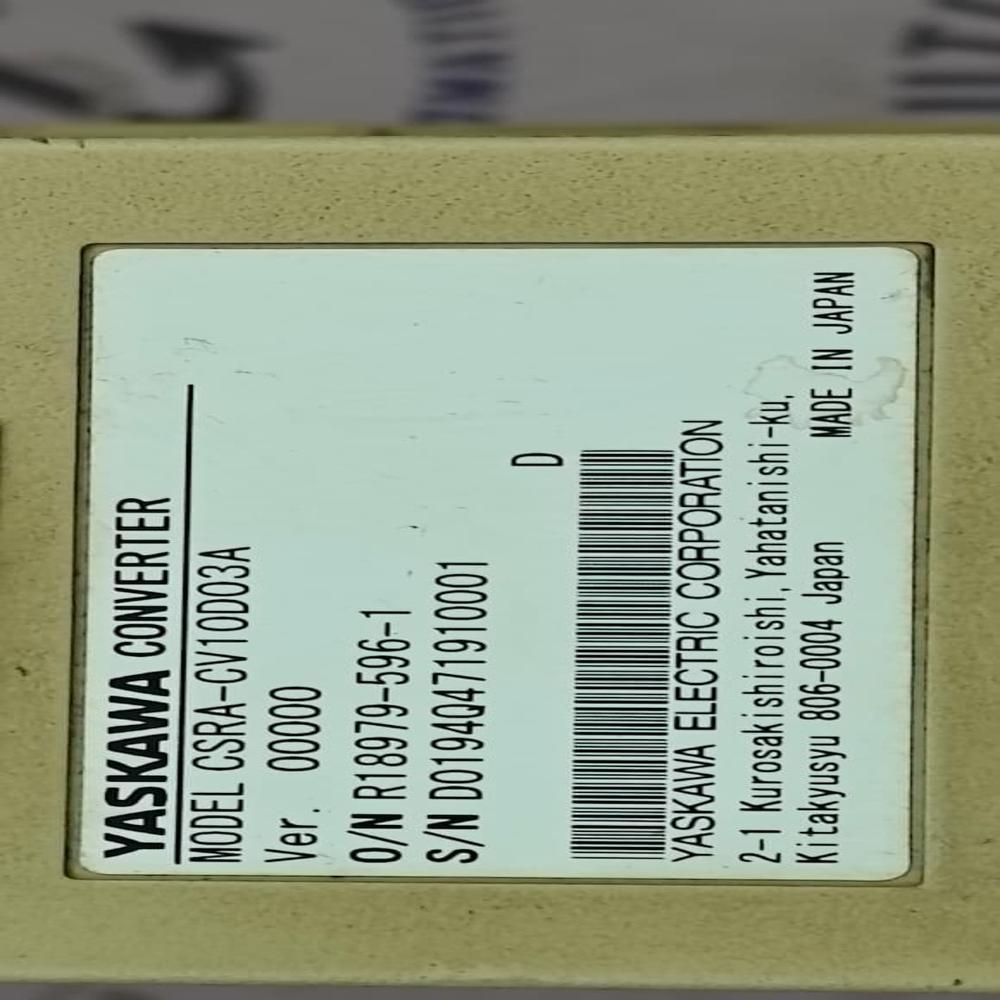 YASKAWA CONVERTER
MODEL CSRA-CV10D03A
Ver. 00000
O/N R18979-596-1
S/N D0194Q471910001
D
YASKAWA ELECTRIC CORPORATION
2-1 Kurosakishiroishi,Yahatanishi-ku,
Kitakyusyu 806-0004 Japan MADE IN JAPAN